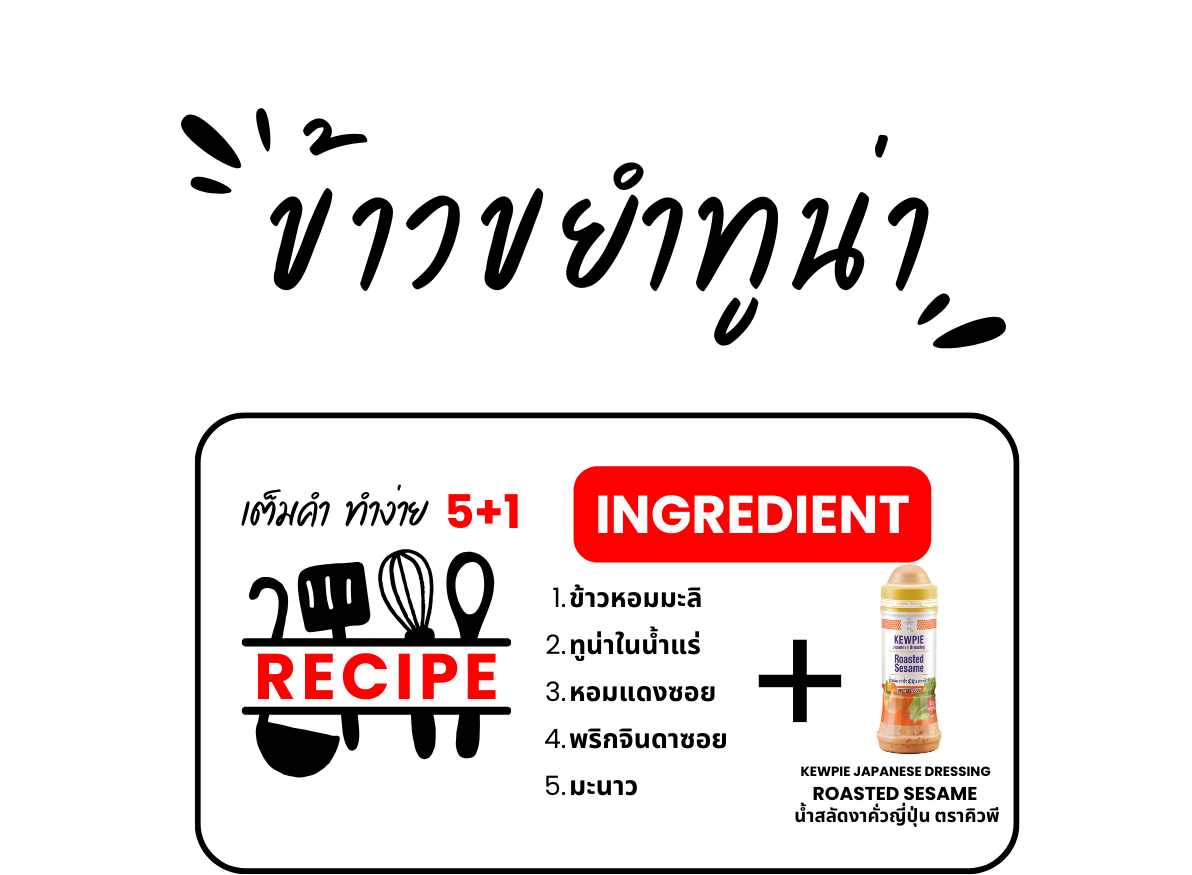 ข้าวขยำทูน่า
เต็มคำ ทำง่าย 5+1
RECIPE
INGREDIENT
1. ข้าวหอมมะลิ
2. ทูน่าในน้ำแร่
3. หอมแดงซอย
4. พริกจินดาซอย
5. มะนาว
+
KEWPIE
Japanese Dressing
Roasted
Sesame
KEWPIE JAPANESE DRESSING
ROASTED SESAME
น้ำสลัดงาคั่วญี่ปุ่น ตราคิวพี